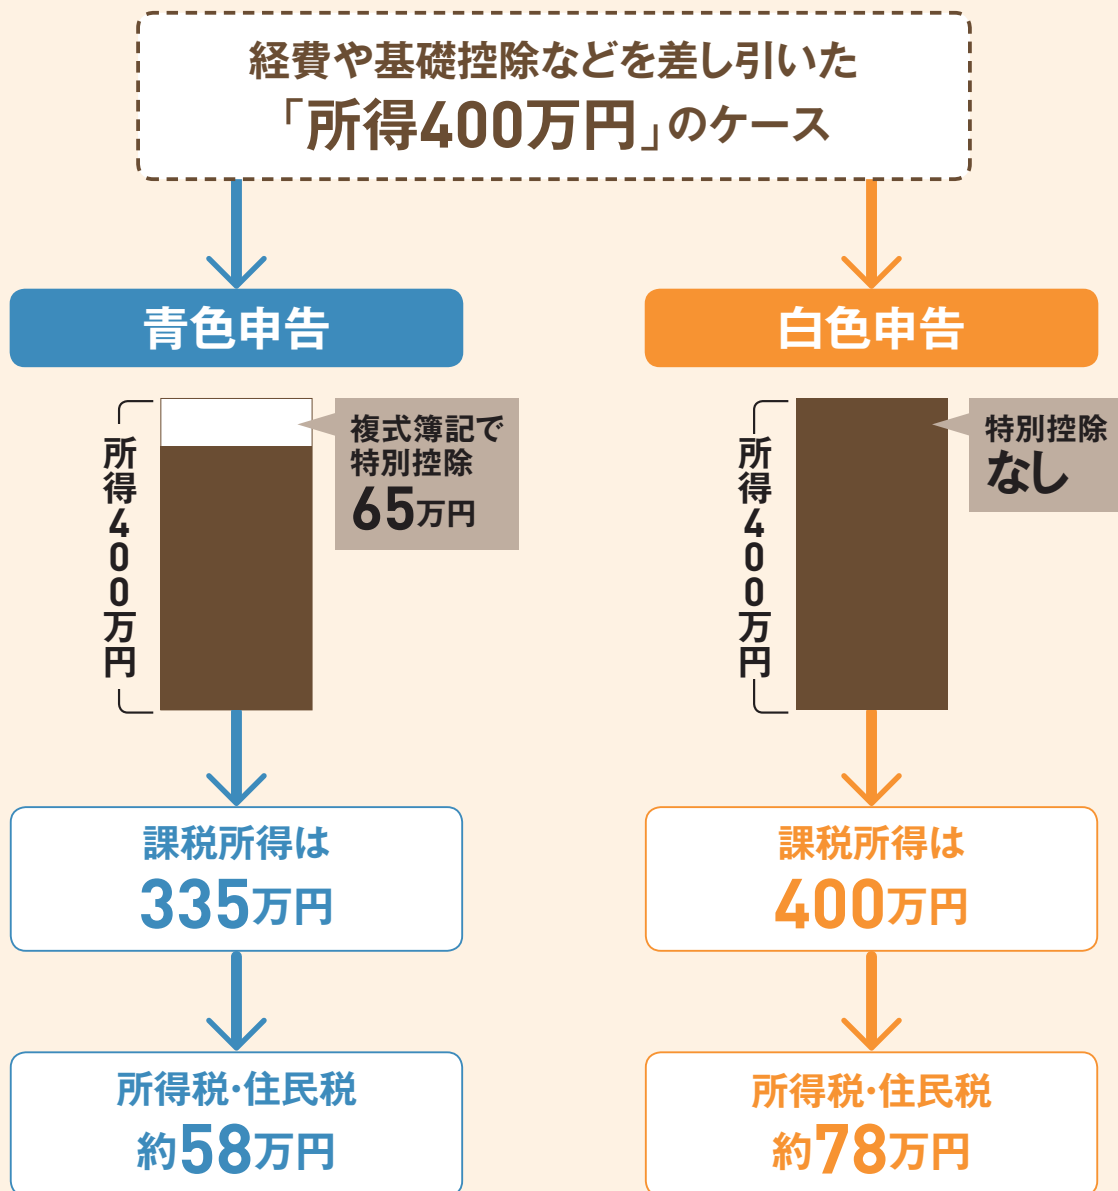 経費や基礎控除などを差し引いた
「所得400万円」のケース
青色申告
所得400万円
複式簿記で
特別控除
65万円
課税所得は
335万円
所得税・住民税
約58万円
白色申告
所得400万円
特別控除
なし
課税所得は
400万円
所得税・住民税
約78万円